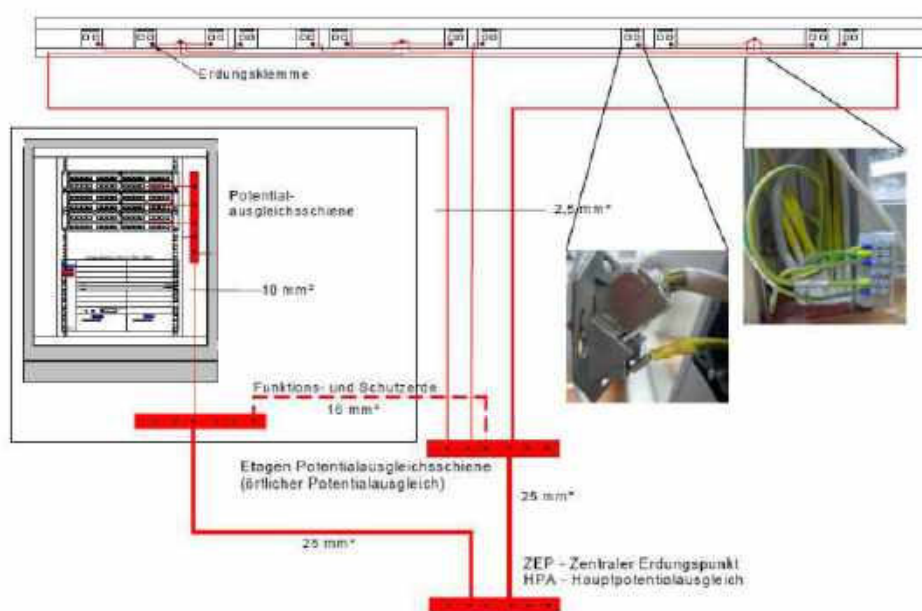 Erdungsklemme
Potential-
ausgleichsschiene
2,5 mm²
10 mm²
Funktions- und Schutzerde
16 mm²
Etagen Potentialausgleichsschiene
(örtlicher Potentialausgleich)
25 mm²
25 mm²
ZEP - Zentraler Erdungspunkt
HPA - Hauptpotentialausgleich